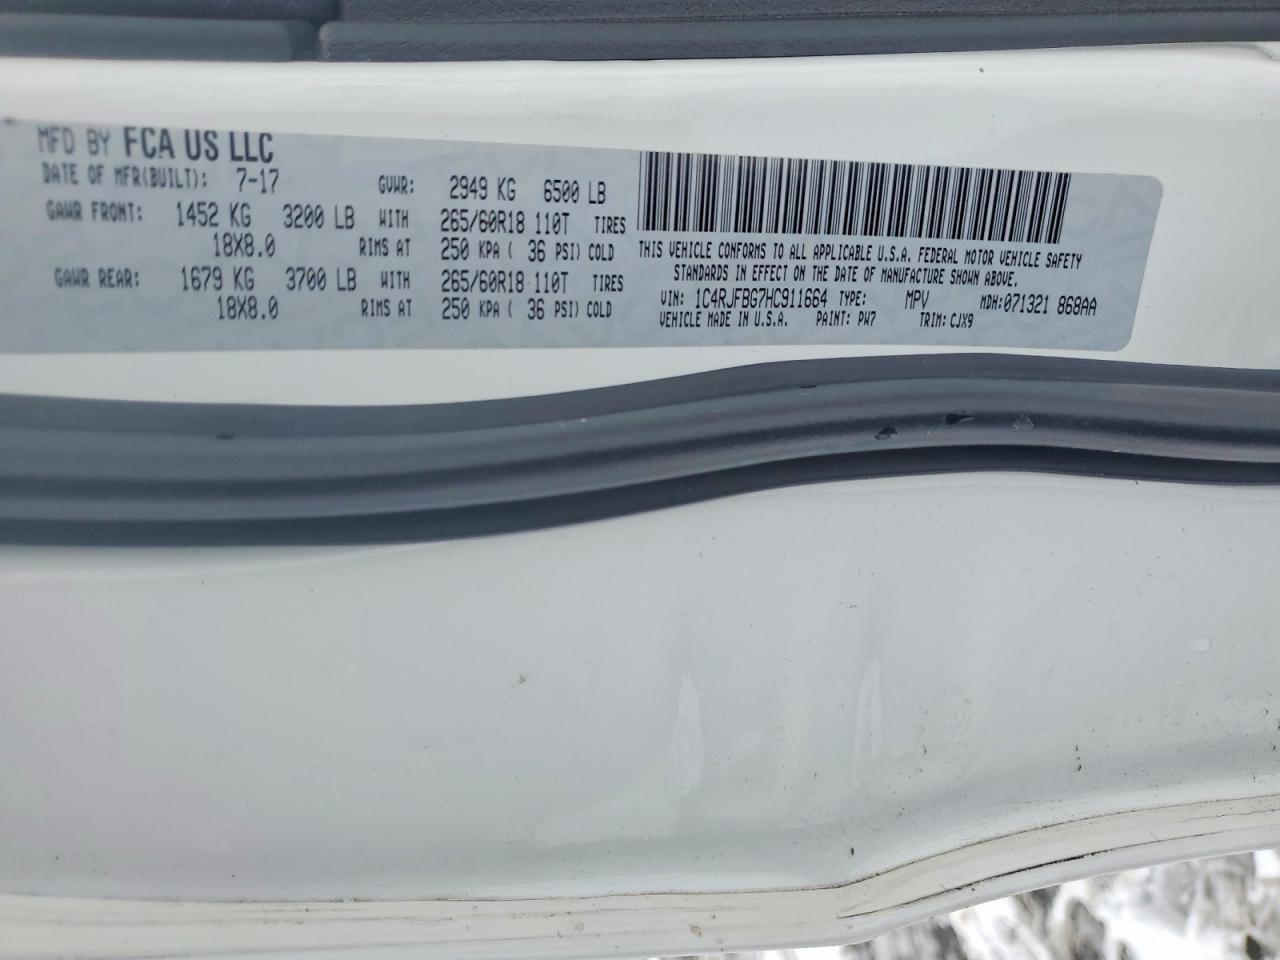 MFD BY FCA US LLC
DATE OF MFR(BUILT): 7-17 GVWR: 2949 KG 6500 LB
GAWR FRONT: 1452 KG 3200 LB WITH 265/60R18 110T TIRES
18X8.0 RIMS AT 250 KPA ( 36 PSI) COLD
GAWR REAR: 1679 KG 3700 LB WITH 265/60R18 110T TIRES
18X8.0 RIMS AT 250 KPA ( 36 PSI) COLD
THIS VEHICLE CONFORMS TO ALL APPLICABLE U.S.A. FEDERAL MOTOR VEHICLE SAFETY
STANDARDS IN EFFECT ON THE DATE OF MANUFACTURE SHOWN ABOVE.
VIN: 1C4RJFBG7HC911664 TYPE: MPV MDH:071321 868AA
VEHICLE MADE IN U.S.A. PAINT: PW7 TRIM: CJX9